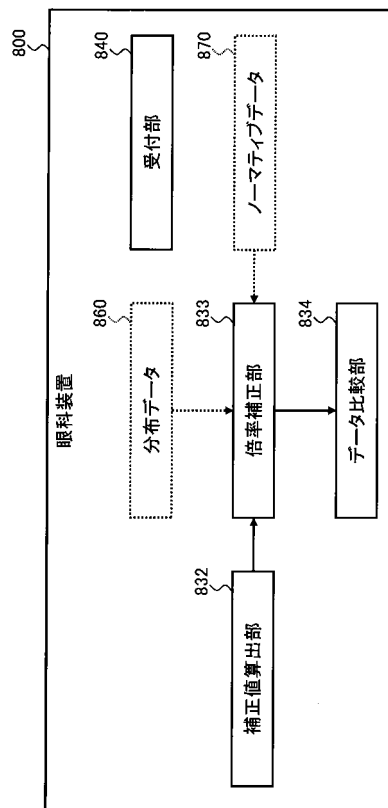 800
眼科装置
860
分布データ
840
受付部
832
補正値算出部
833
倍率補正部
870
ノーマティブデータ
834
データ比較部